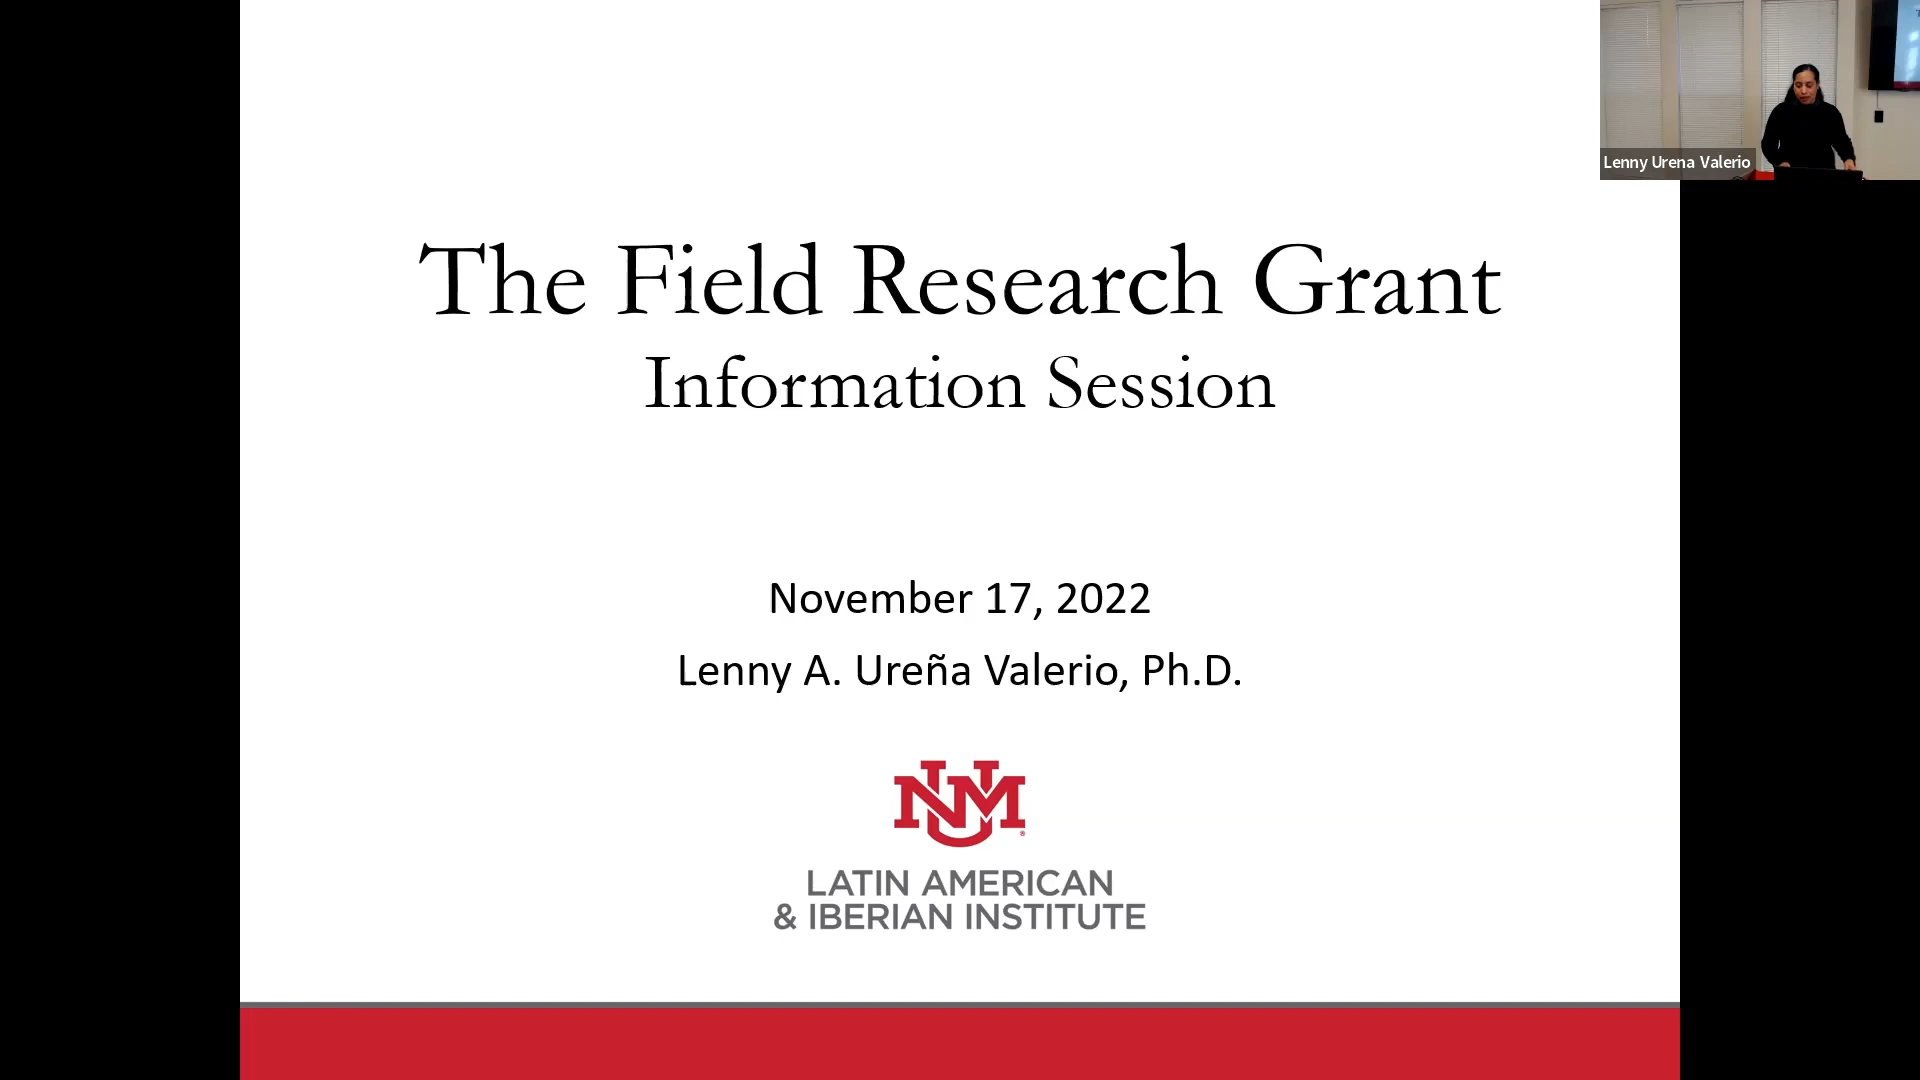 Lenny Urena Valerio
The Field Research Grant
Information Session
November 17, 2022
Lenny A. Ureña Valerio, Ph.D.
UNM®
LATIN AMERICAN
& IBERIAN INSTITUTE